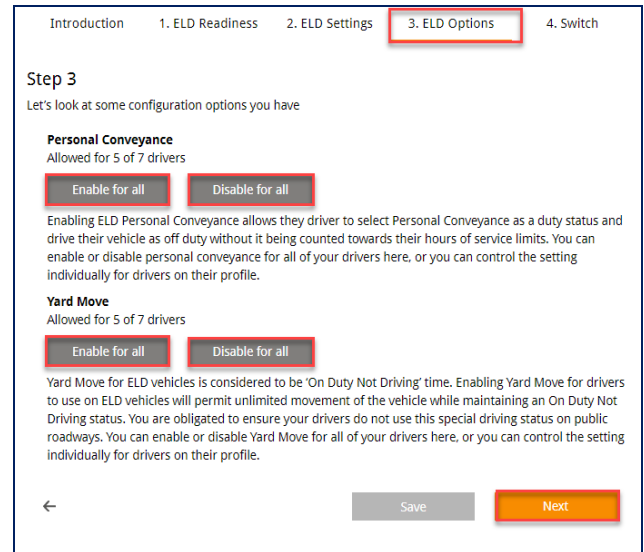 Introduction 1. ELD Readiness 2. ELD Settings 3. ELD Options 4. Switch
Step 3
Let's look at some configuration options you have
Personal Conveyance
Allowed for 5 of 7 drivers
Enable for all Disable for all
Enabling ELD Personal Conveyance allows they driver to select Personal Conveyance as a duty status and
drive their vehicle as off duty without it being counted towards their hours of service limits. You can
enable or disable personal conveyance for all of your drivers here, or you can control the setting
individually for drivers on their profile.
Yard Move
Allowed for 5 of 7 drivers
Enable for all Disable for all
Yard Move for ELD vehicles is considered to be 'On Duty Not Driving' time. Enabling Yard Move for drivers
to use on ELD vehicles will permit unlimited movement of the vehicle while maintaining an On Duty Not
Driving status. You are obligated to ensure your drivers do not use this special driving status on public
roadways. You can enable or disable Yard Move for all of your drivers here, or you can control the setting
individually for drivers on their profile.
Save Next